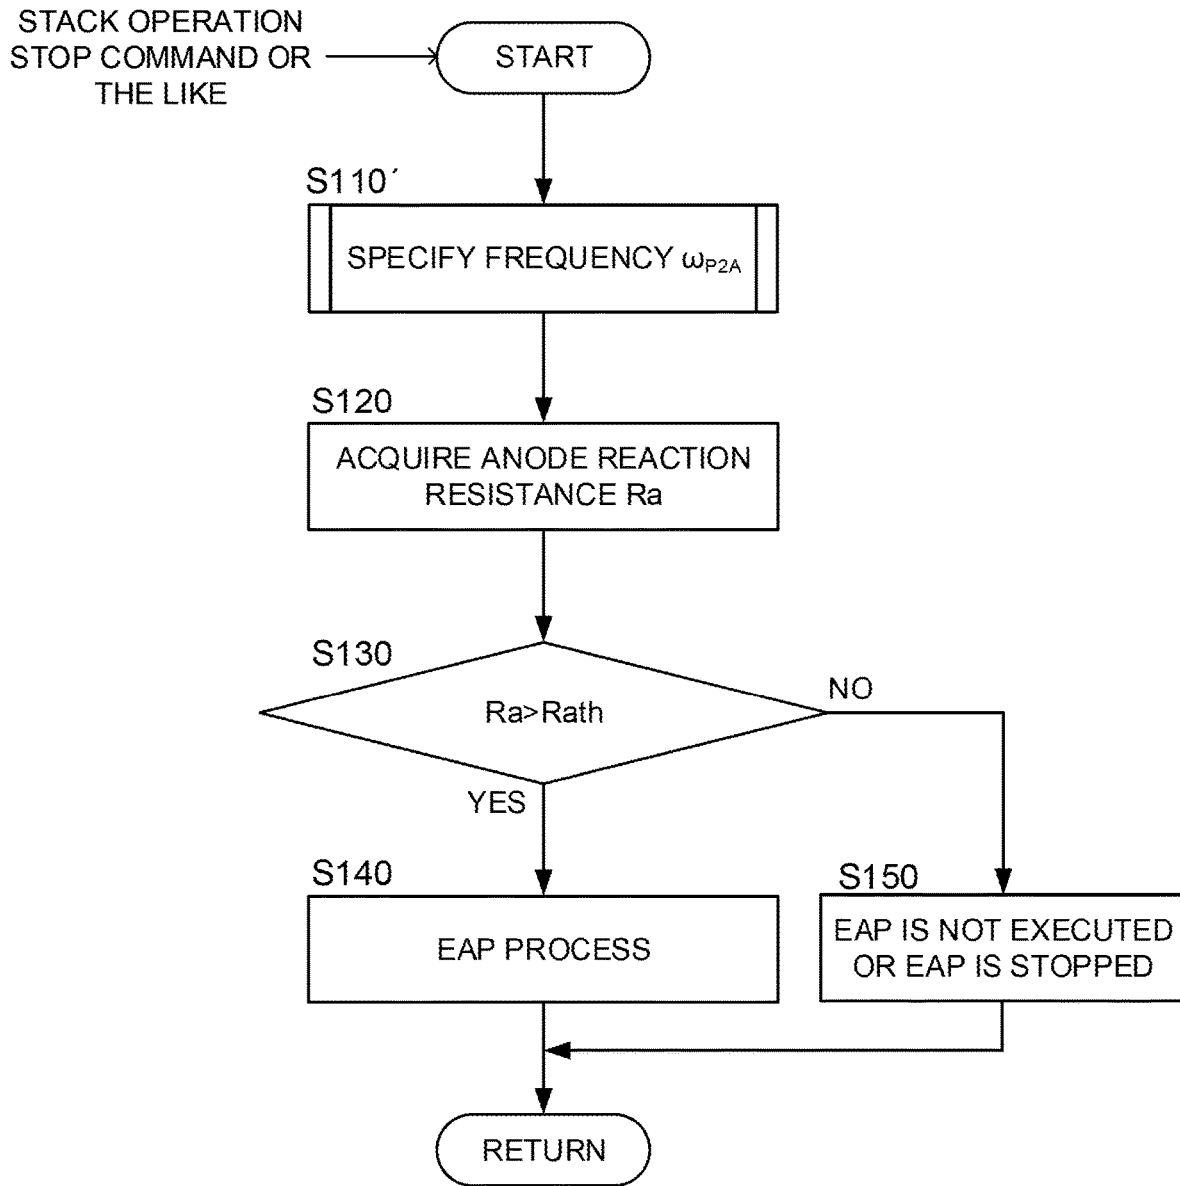 STACK OPERATION
STOP COMMAND OR
THE LIKE
START
S110´
SPECIFY FREQUENCY ω_P2A
S120
ACQUIRE ANODE REACTION
RESISTANCE Ra
S130
Ra>Rath
NO
YES
S140
EAP PROCESS
S150
EAP IS NOT EXECUTED
OR EAP IS STOPPED
RETURN